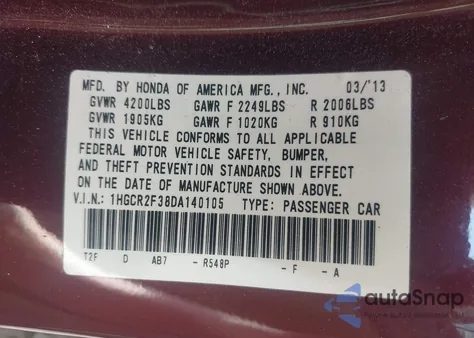 MFD. BY HONDA OF AMERICA MFG., INC. 03/'13
GVWR 4200LBS GAWR F 2249LBS R 2006LBS
GVWR 1905KG GAWR F 1020KG R 910KG
THIS VEHICLE CONFORMS TO ALL APPLICABLE
FEDERAL MOTOR VEHICLE SAFETY, BUMPER,
AND THEFT PREVENTION STANDARDS IN EFFECT
ON THE DATE OF MANUFACTURE SHOWN ABOVE.
V.I.N.: 1HGCR2F38DA140105 TYPE: PASSENGER CAR
T2F D AB7 - R548P - F - A
autoSnap